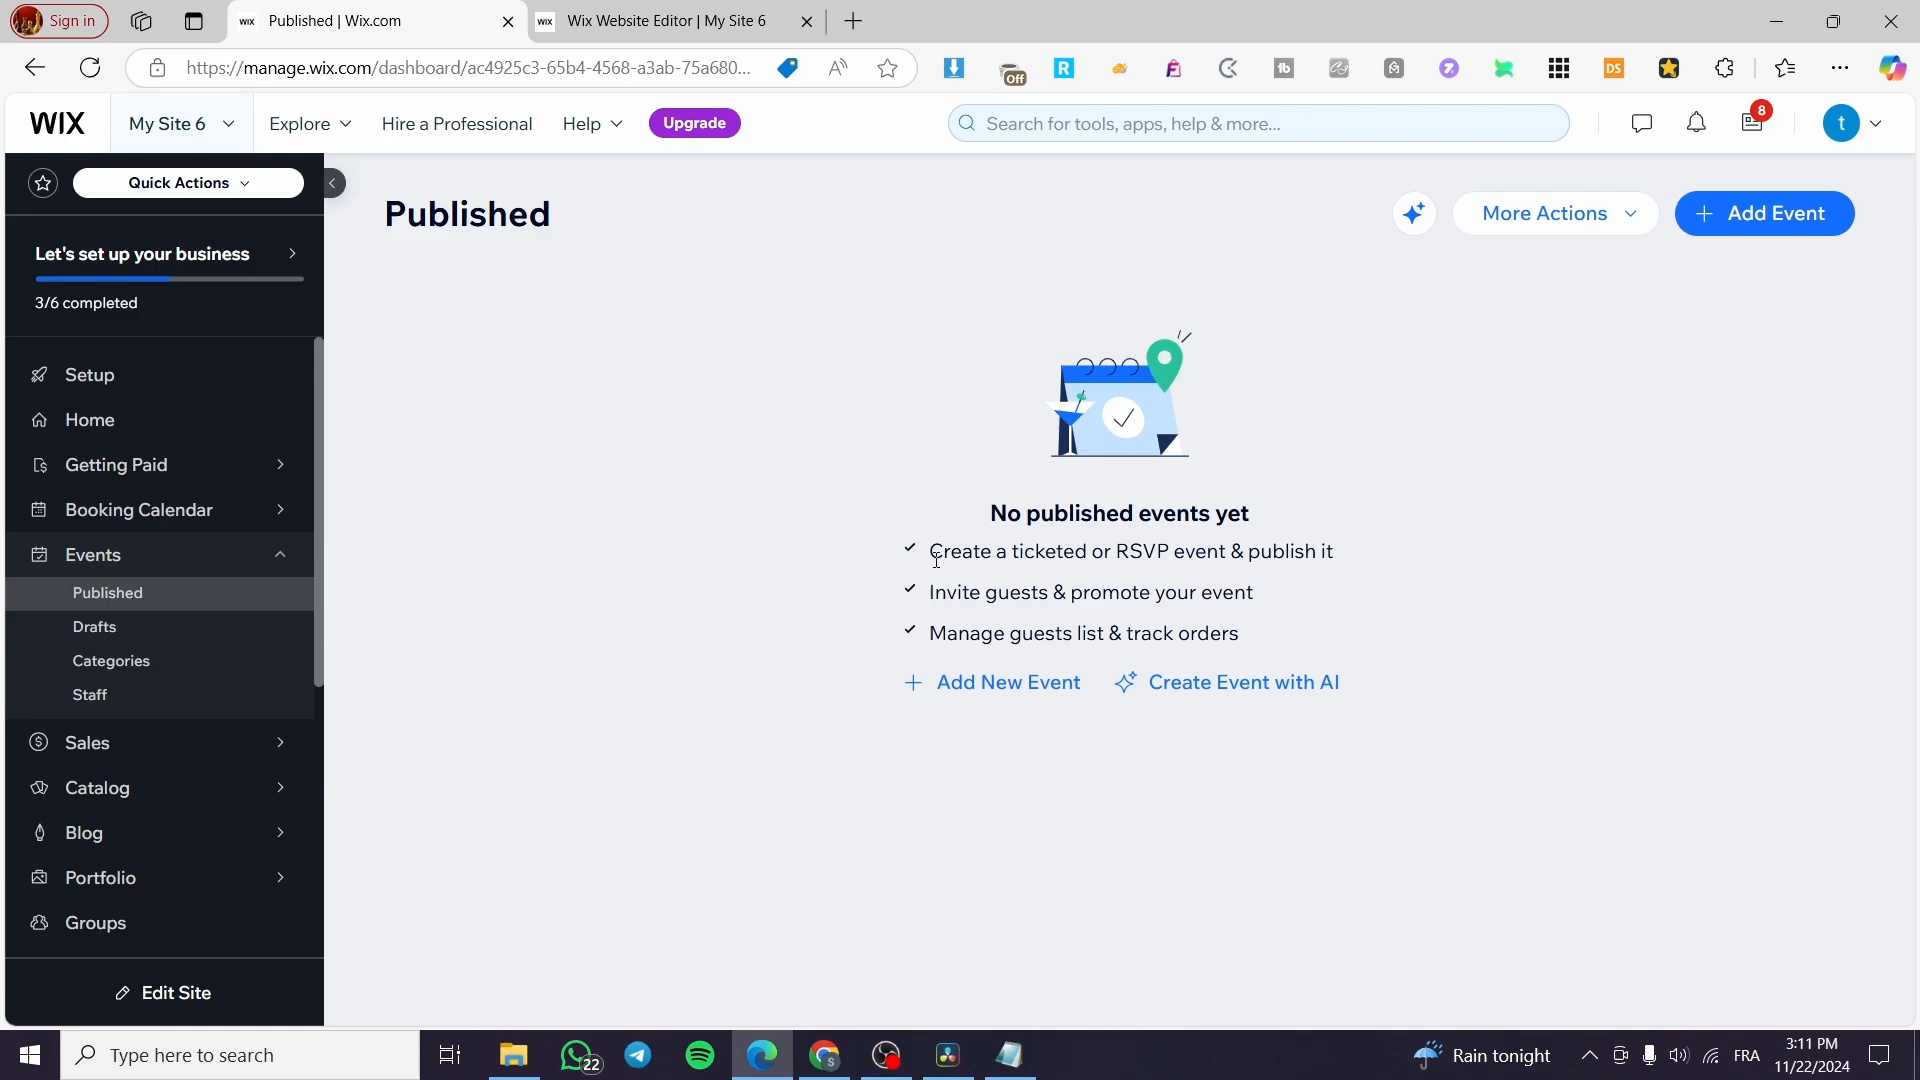 Sign in
WIX Published | Wix.com
WIX Wix Website Editor | My Site 6
https://manage.wix.com/dashboard/ac4925c3-65b4-4568-a3ab-75a680...
Off
R
tb
DS
WIX
My Site 6
Explore
Hire a Professional
Help
Upgrade
Search for tools, apps, help & more...
8
t
Quick Actions
Let's set up your business
3/6 completed
Setup
Home
Getting Paid
Booking Calendar
Events
Published
Drafts
Categories
Staff
Sales
Catalog
Blog
Portfolio
Groups
Edit Site
Published
More Actions
+ Add Event
No published events yet
Create a ticketed or RSVP event & publish it
Invite guests & promote your event
Manage guests list & track orders
+ Add New Event
Create Event with AI
Type here to search
22
S
Rain tonight
FRA
3:11 PM
11/22/2024